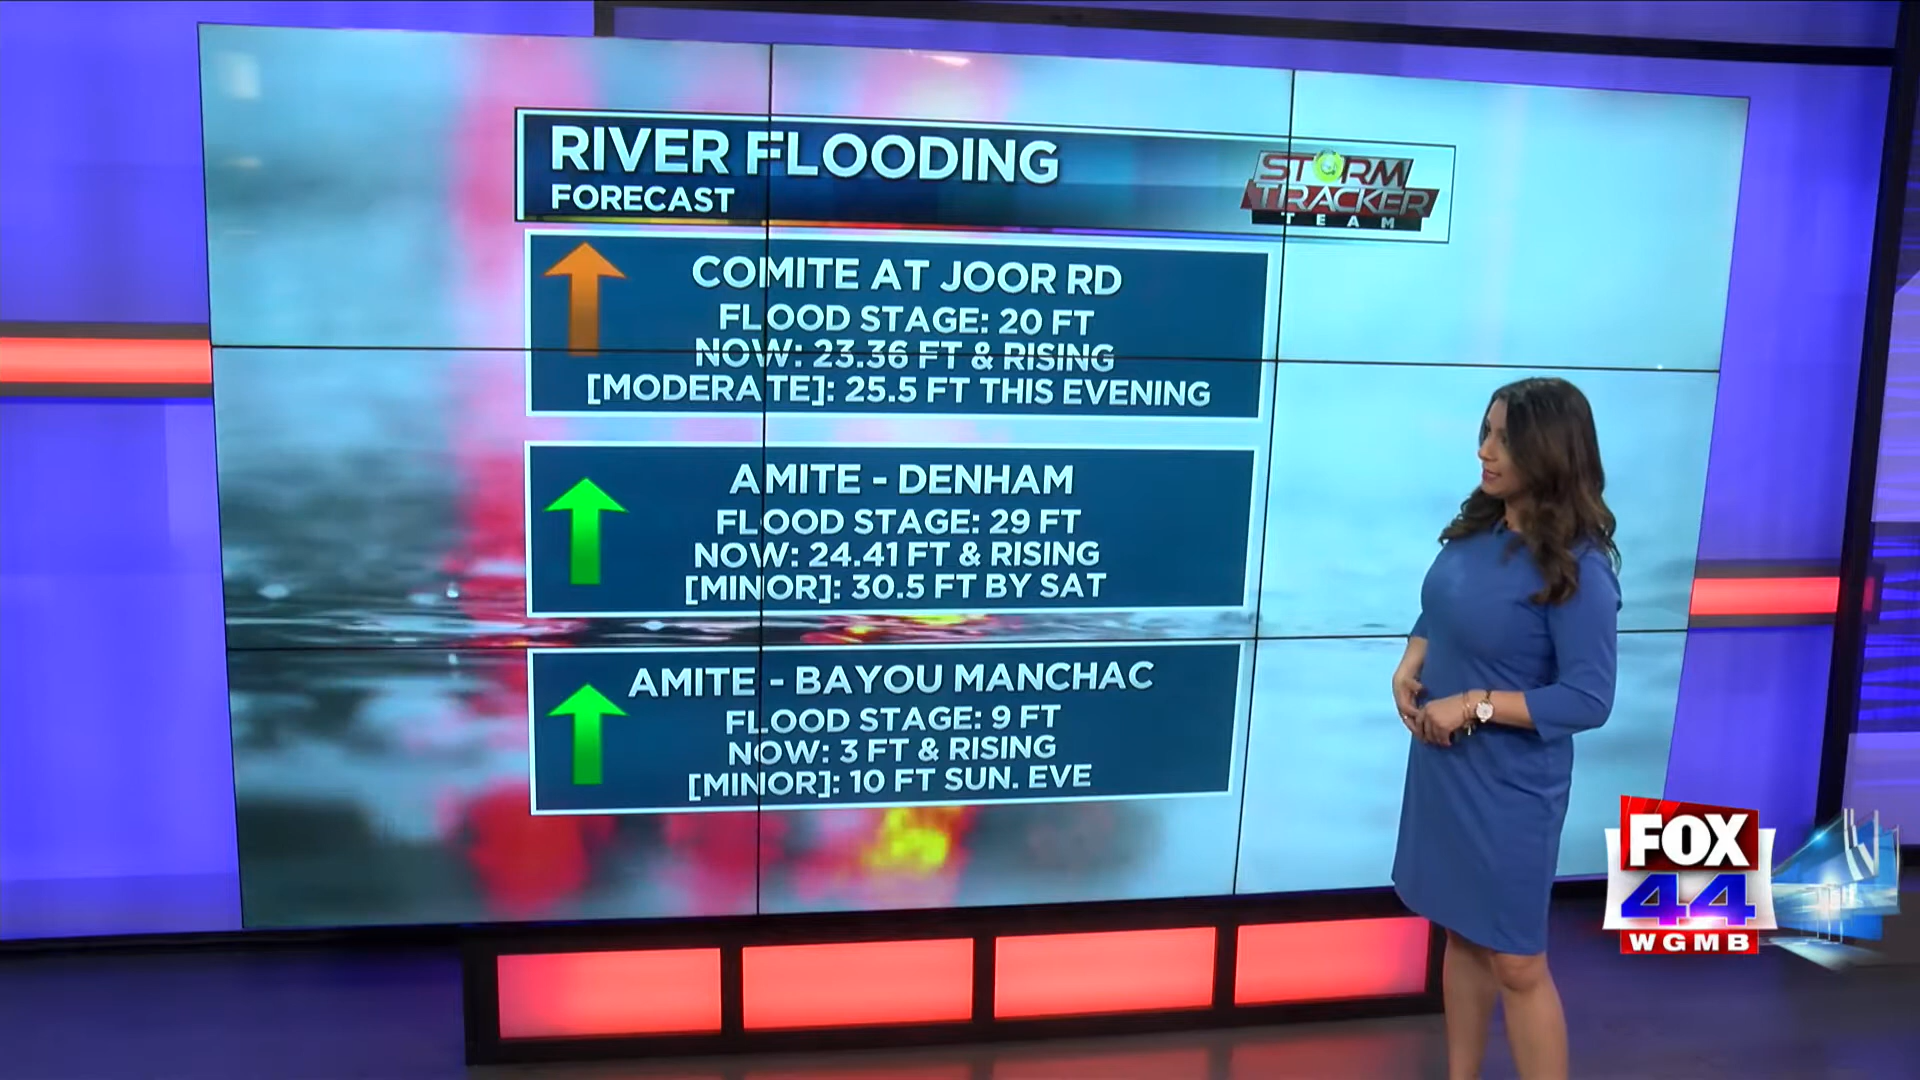 RIVER FLOODING
FORECAST
STORM
TRACKER
TEAM
COMITE AT JOOR RD
FLOOD STAGE: 20 FT
NOW: 23.36 FT & RISING
[MODERATE]: 25.5 FT THIS EVENING
AMITE - DENHAM
FLOOD STAGE: 29 FT
NOW: 24.41 FT & RISING
[MINOR]: 30.5 FT BY SAT
AMITE - BAYOU MANCHAC
FLOOD STAGE: 9 FT
NOW: 3 FT & RISING
[MINOR]: 10 FT SUN. EVE
FOX
44
WGMB